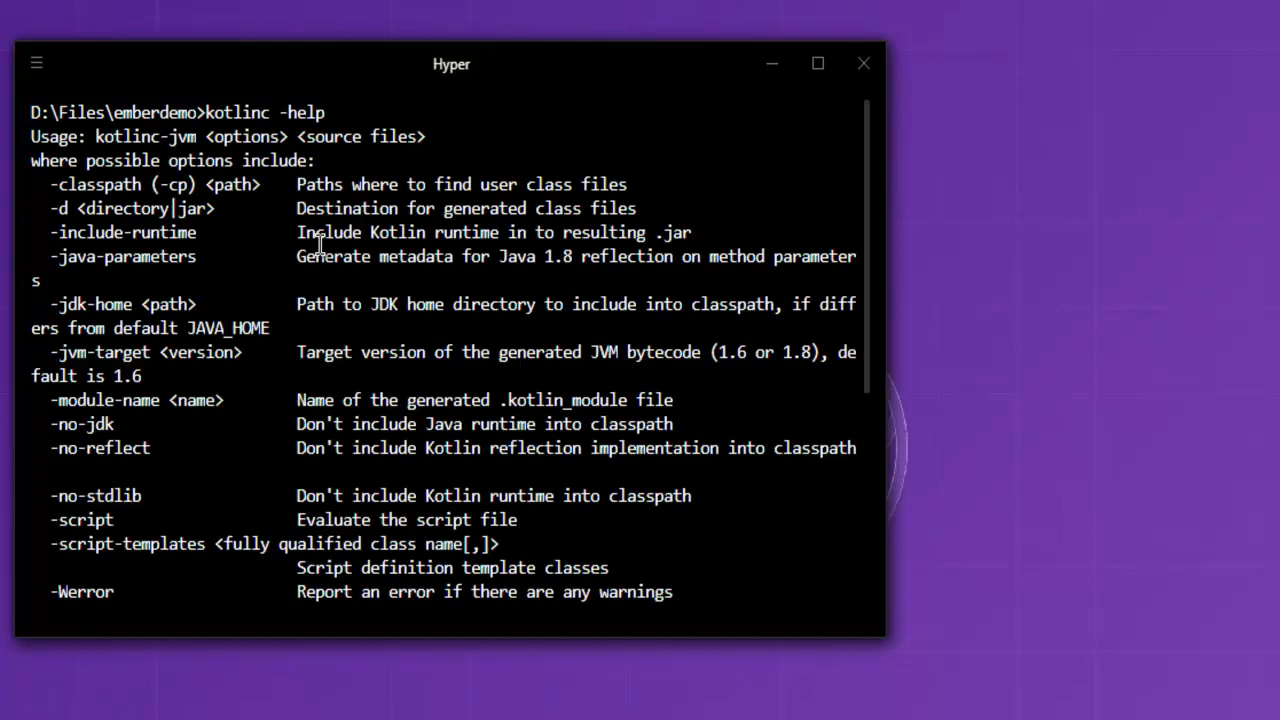 Hyper
D:\Files\emberdemo>kotlinc -help
Usage: kotlinc-jvm <options> <source files>
where possible options include:
  -classpath (-cp) <path>    Paths where to find user class files
  -d <directory|jar>         Destination for generated class files
  -include-runtime           Include Kotlin runtime in to resulting .jar
  -java-parameters           Generate metadata for Java 1.8 reflection on method parameter
s
  -jdk-home <path>           Path to JDK home directory to include into classpath, if diff
ers from default JAVA_HOME
  -jvm-target <version>      Target version of the generated JVM bytecode (1.6 or 1.8), de
fault is 1.6
  -module-name <name>        Name of the generated .kotlin_module file
  -no-jdk                    Don't include Java runtime into classpath
  -no-reflect                Don't include Kotlin reflection implementation into classpath
  -no-stdlib                 Don't include Kotlin runtime into classpath
  -script                    Evaluate the script file
  -script-templates <fully qualified class name[,]>
                             Script definition template classes
  -Werror                    Report an error if there are any warnings